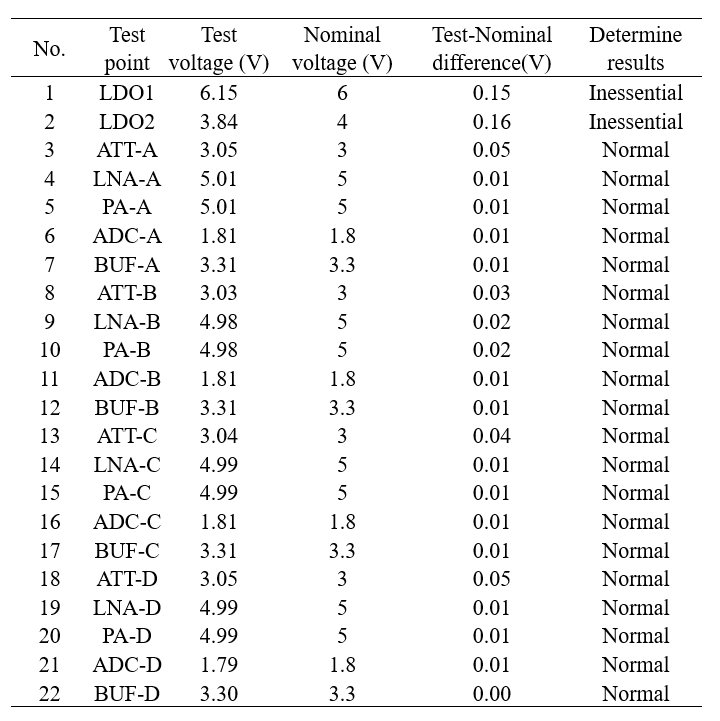 No. Test point Test voltage (V) Nominal voltage (V) Test-Nominal difference(V) Determine results
1 LDO1 6.15 6 0.15 Inessential
2 LDO2 3.84 4 0.16 Inessential
3 ATT-A 3.05 3 0.05 Normal
4 LNA-A 5.01 5 0.01 Normal
5 PA-A 5.01 5 0.01 Normal
6 ADC-A 1.81 1.8 0.01 Normal
7 BUF-A 3.31 3.3 0.01 Normal
8 ATT-B 3.03 3 0.03 Normal
9 LNA-B 4.98 5 0.02 Normal
10 PA-B 4.98 5 0.02 Normal
11 ADC-B 1.81 1.8 0.01 Normal
12 BUF-B 3.31 3.3 0.01 Normal
13 ATT-C 3.04 3 0.04 Normal
14 LNA-C 4.99 5 0.01 Normal
15 PA-C 4.99 5 0.01 Normal
16 ADC-C 1.81 1.8 0.01 Normal
17 BUF-C 3.31 3.3 0.01 Normal
18 ATT-D 3.05 3 0.05 Normal
19 LNA-D 4.99 5 0.01 Normal
20 PA-D 4.99 5 0.01 Normal
21 ADC-D 1.79 1.8 0.01 Normal
22 BUF-D 3.30 3.3 0.00 Normal